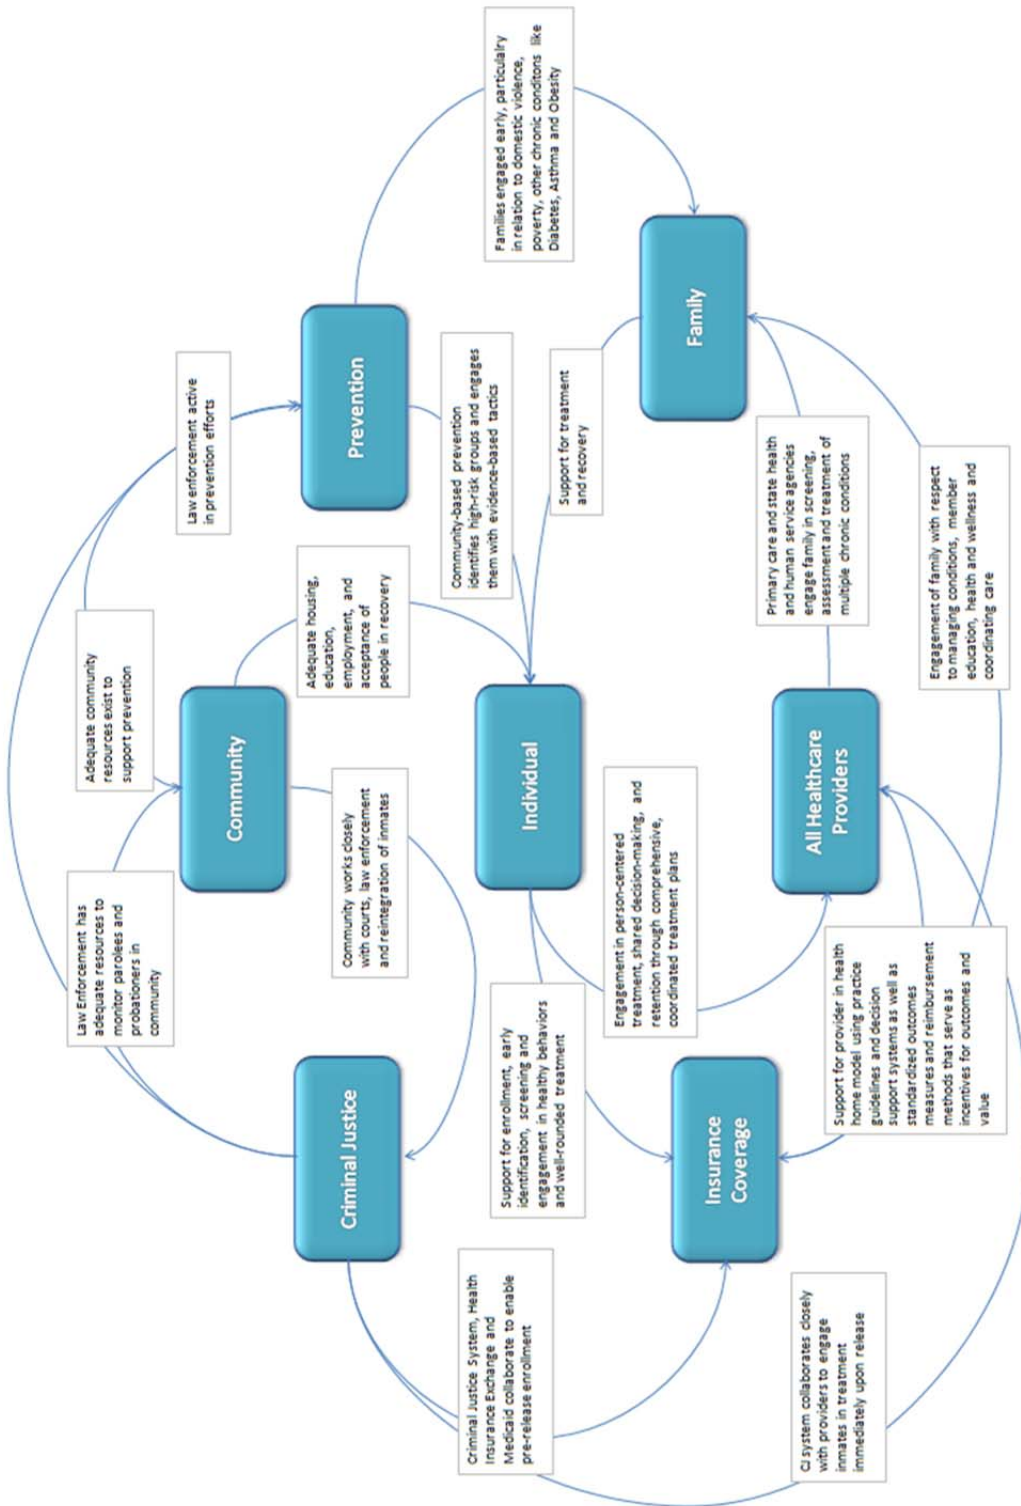 Law Enforcement has
adequate resources to
monitor parolees and
probationers in
community
Adequate community
resources exist to
support prevention
Law enforcement active
in prevention efforts
Community
Criminal Justice
Prevention
Adequate housing,
education,
employment, and
acceptance of
people in recovery
Community works closely
with courts, law enforcement
and reintegration of inmates
Community-based prevention
identifies high-risk groups and engages
them with evidence-based tactics
Families engaged early, particulalry
in relation to domestic violence,
poverty, other chronic conditons like
Diabetes, Asthma and Obesity
Criminal Justice System, Health
Insurance Exchange and
Medicaid collaborate to enable
pre-release enrollment
Support for enrollment, early
identification, screening and
engagement in healthy behaviors
and well-rounded treatment
Individual
Support for treatment
and recovery
Engagement in person-centered
treatment, shared decision-making, and
retention through comprehensive,
coordinated treatment plans
Insurance
Coverage
Family
All Healthcare
Providers
Primary care and state health
and human service agencies
engage family in screening,
assessment and treatment of
multiple chronic conditions
CJ system collaborates closely
with providers to engage
inmates in treatment
immediately upon release
Support for provider in health
home model using practice
guidelines and decision
support systems as well as
standardized outcomes
measures and reimbursement
methods that serve as
incentives for outcomes and
value
Engagement of family with respect
to managing conditions, member
education, health and wellness and
coordinating care